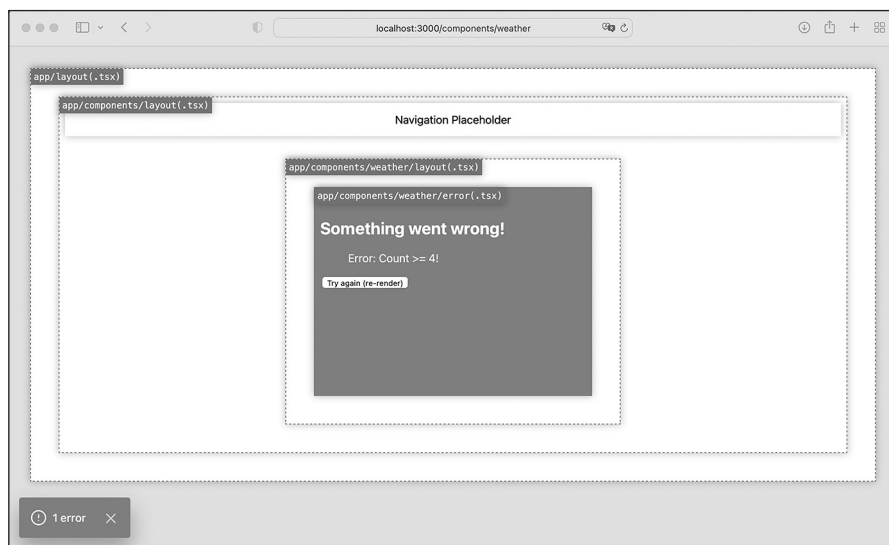 localhost:3000/components/weather
app/layout(.tsx)
app/components/layout(.tsx)
Navigation Placeholder
app/components/weather/layout(.tsx)
app/components/weather/error(.tsx)
Something went wrong!
Error: Count >= 4!
Try again (re-render)
1 error